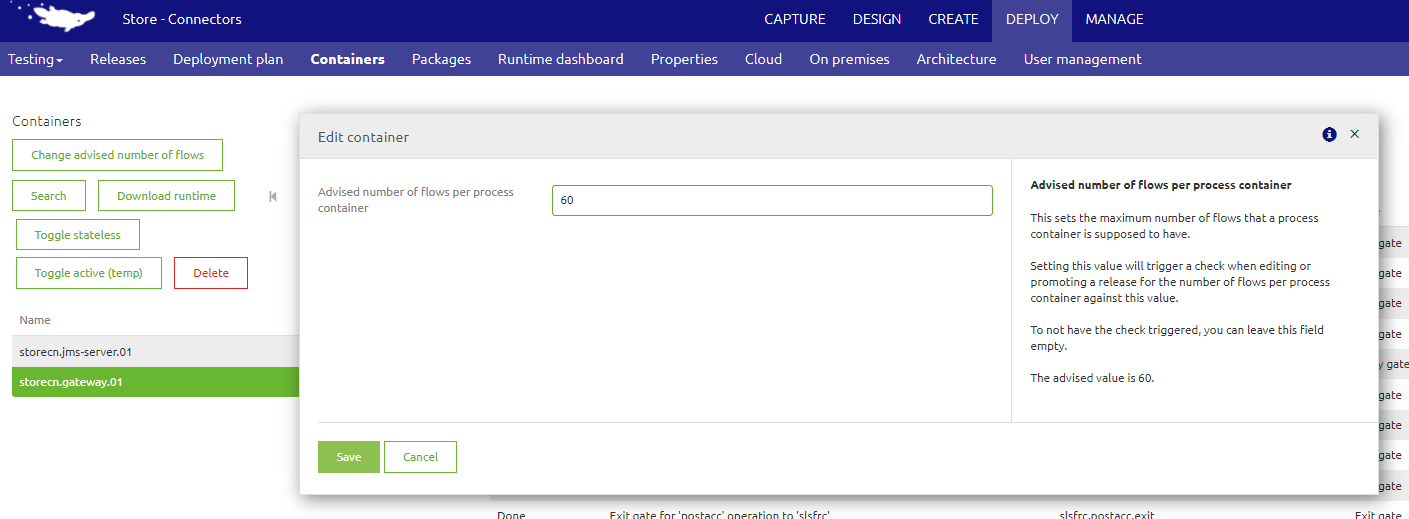 Store - Connectors
CAPTURE DESIGN CREATE DEPLOY MANAGE
Testing Releases Deployment plan Containers Packages Runtime dashboard Properties Cloud On premises Architecture User management
Containers
Change advised number of flows
Search Download runtime
Toggle stateless
Toggle active (temp) Delete
Name
storecn.jms-server.01
storecn.gateway.01
Edit container
Advised number of flows per process
container
60
Advised number of flows per process container
This sets the maximum number of flows that a process
container is supposed to have.
Setting this value will trigger a check when editing or
promoting a release for the number of flows per process
container against this value.
To not have the check triggered, you can leave this field
empty.
The advised value is 60.
Save Cancel
gate
gate
gate
gate
y gate
gate
gate
gate
gate
Done Exit gate for 'postacc' operation to 'slsfrc' slsfrc.postacc.exit Exit gate